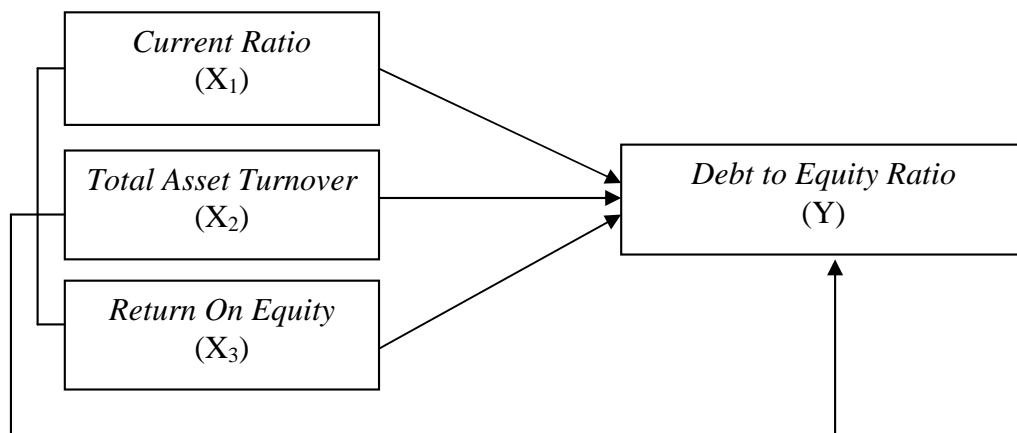 Current Ratio
(X₁)
Total Asset Turnover
(X₂)
Return On Equity
(X₃)
Debt to Equity Ratio
(Y)